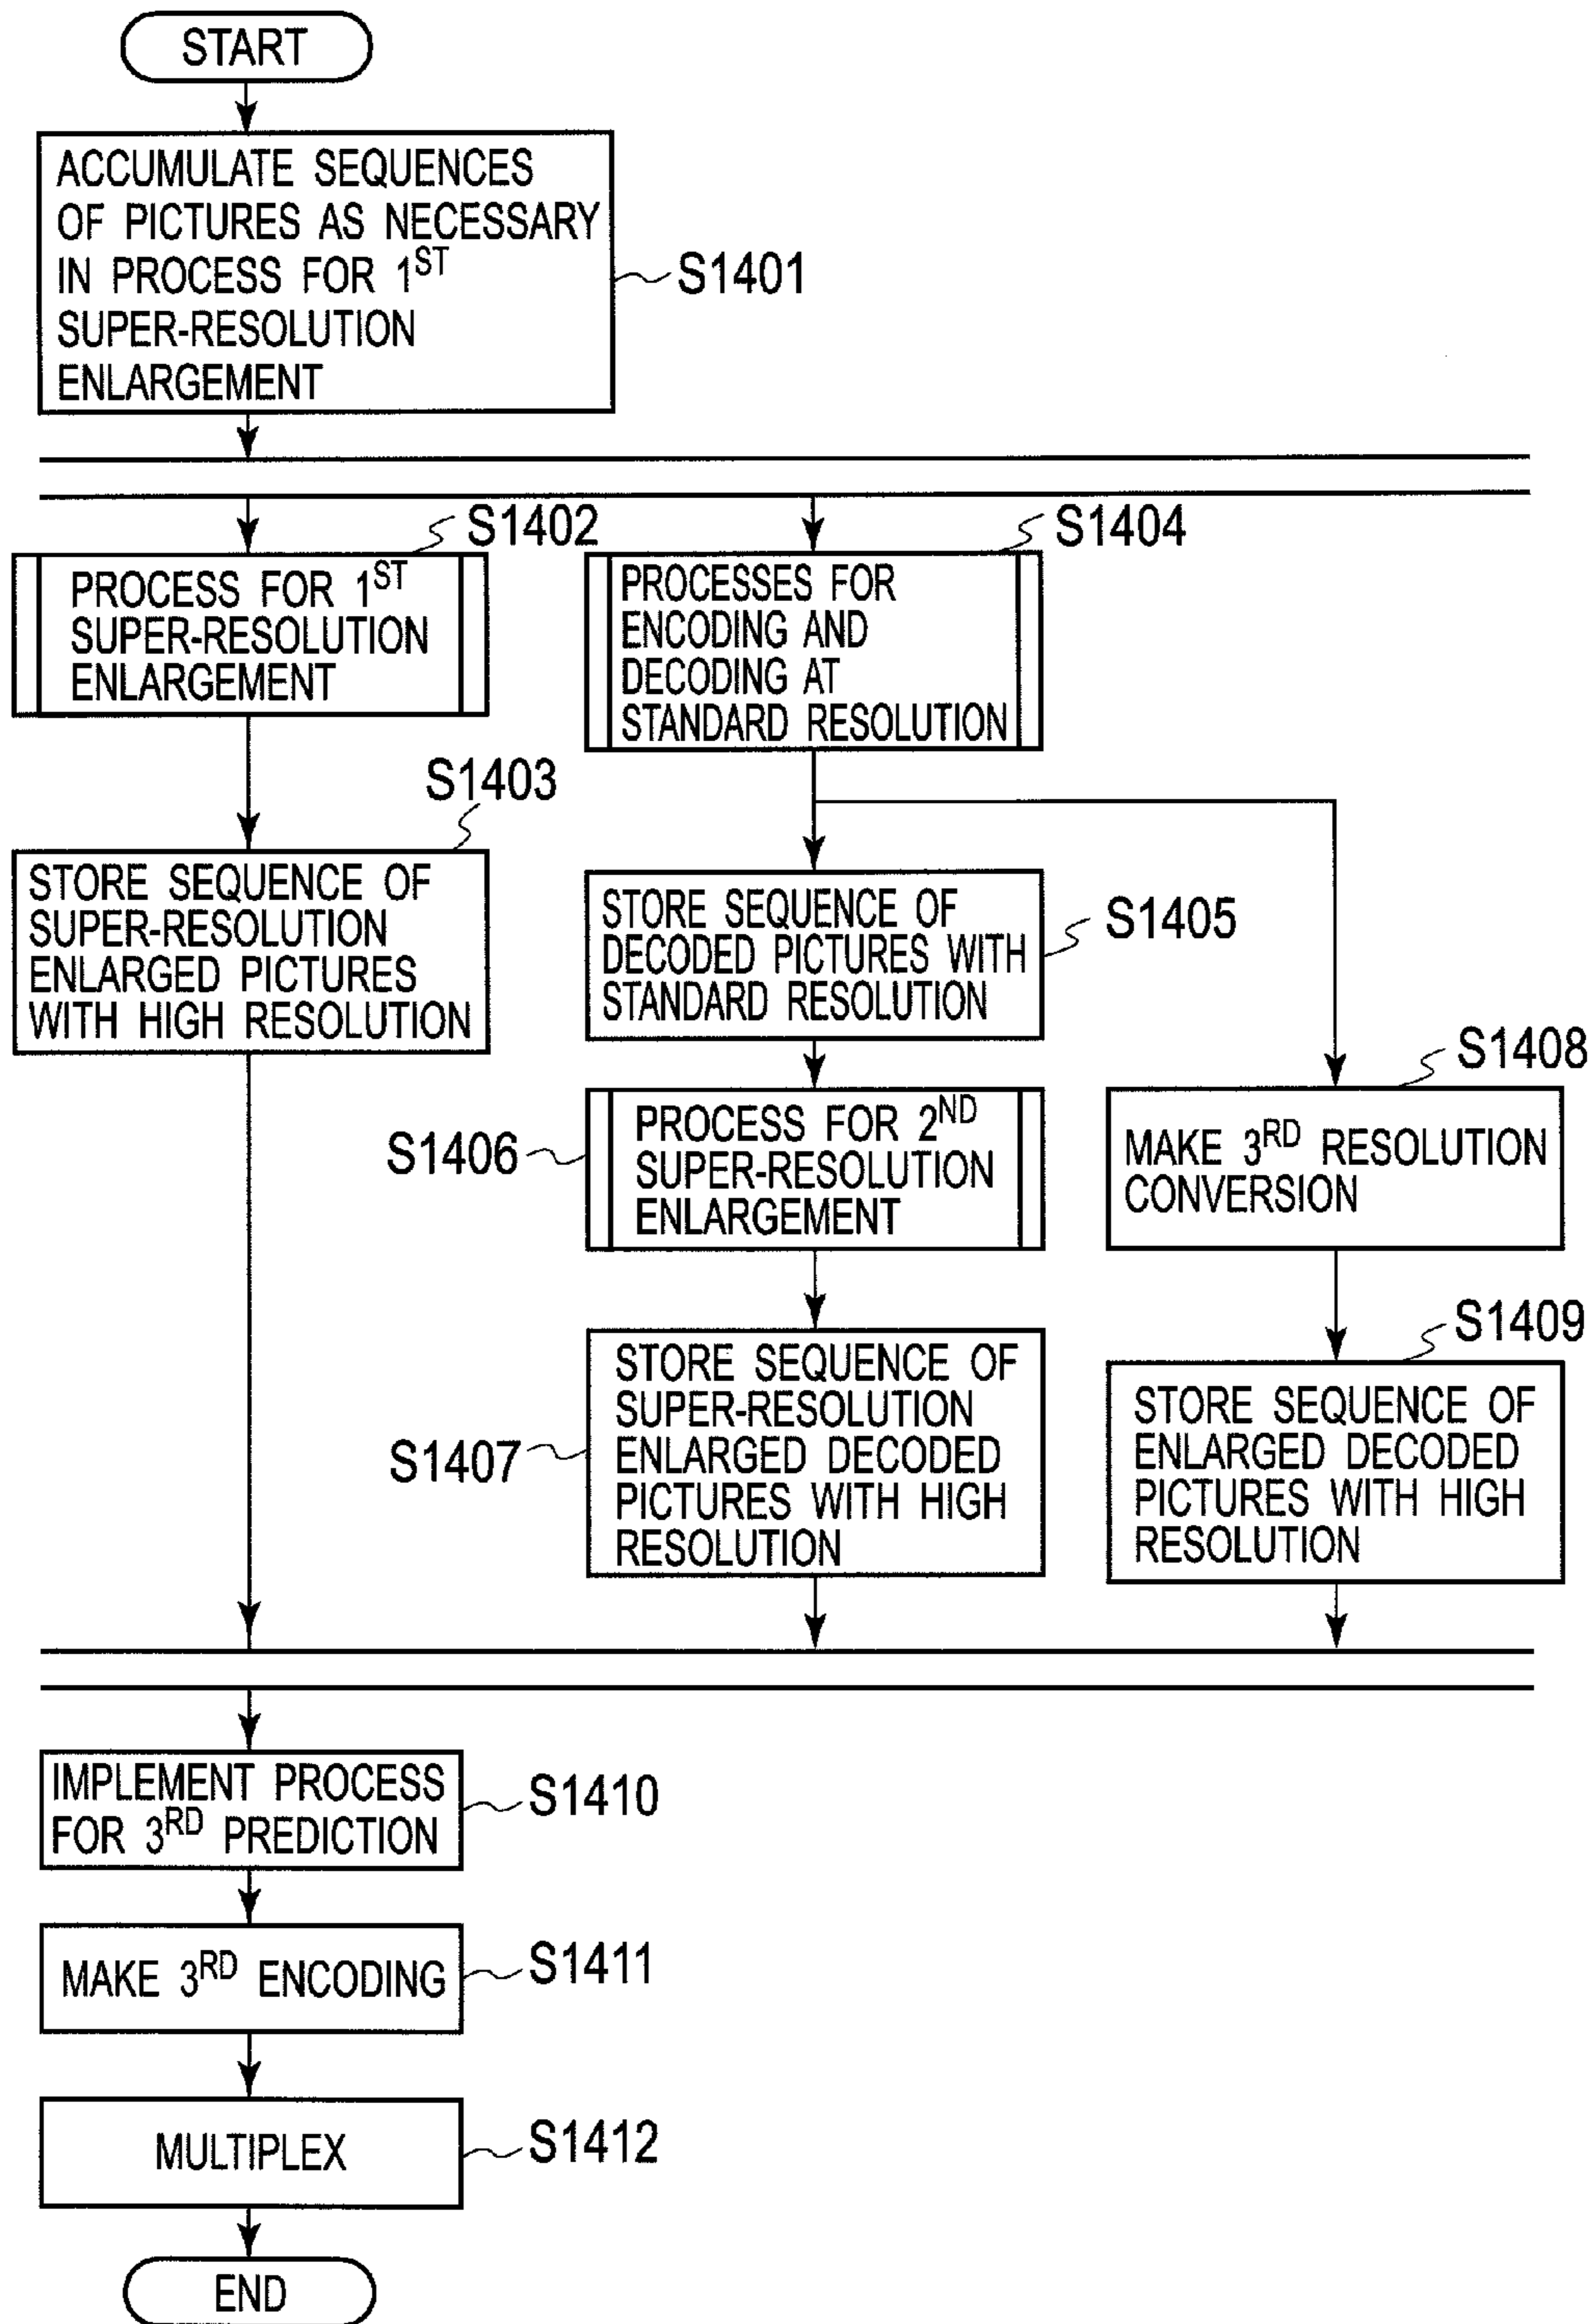 START
ACCUMULATE SEQUENCES
OF PICTURES AS NECESSARY
IN PROCESS FOR 1ST
SUPER-RESOLUTION
ENLARGEMENT
S1401
S1402
PROCESS FOR 1ST
SUPER-RESOLUTION
ENLARGEMENT
S1404
PROCESSES FOR
ENCODING AND
DECODING AT
STANDARD RESOLUTION
S1403
STORE SEQUENCE OF
SUPER-RESOLUTION
ENLARGED PICTURES
WITH HIGH RESOLUTION
STORE SEQUENCE OF
DECODED PICTURES WITH
STANDARD RESOLUTION
S1405
S1406
PROCESS FOR 2ND
SUPER-RESOLUTION
ENLARGEMENT
S1408
MAKE 3RD RESOLUTION
CONVERSION
S1407
STORE SEQUENCE OF
SUPER-RESOLUTION
ENLARGED DECODED
PICTURES WITH HIGH
RESOLUTION
S1409
STORE SEQUENCE OF
ENLARGED DECODED
PICTURES WITH HIGH
RESOLUTION
IMPLEMENT PROCESS
FOR 3RD PREDICTION
S1410
MAKE 3RD ENCODING
S1411
MULTIPLEX
S1412
END